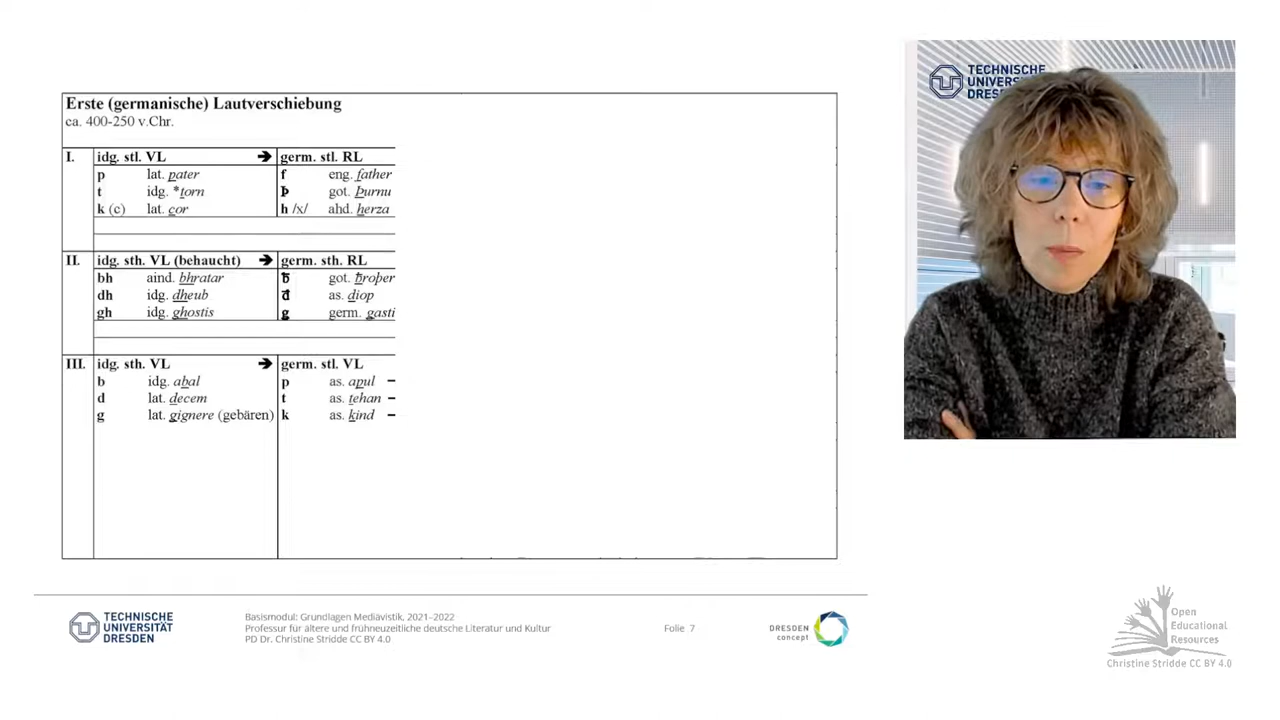 Erste (germanische) Lautverschiebung
ca. 400-250 v.Chr.
I. idg. stl. VL ➔ germ. stl. RL
p lat. pater f eng. father
t idg. *torn Þ got. Þurnu
k (c) lat. cor h /x/ ahd. herza
II. idg. sth. VL (behaucht) ➔ germ. sth. RL
bh aind. bhratar ƀ got. ƀroþer
dh idg. dheub đ as. diop
gh idg. ghostis g germ. gasti
III. idg. sth. VL ➔ germ. stl. VL
b idg. abal p as. apul –
d lat. decem t as. tehan –
g lat. gignere (gebären) k as. kind –
TECHNISCHE
UNIVERSITÄT
DRESDEN
Basismodul: Grundlagen Mediävistik, 2021–2022
Professur für ältere und frühneuzeitliche deutsche Literatur und Kultur
PD Dr. Christine Stridde CC BY 4.0
Folie 7
DRESDEN
concept
TECHNISCHE
UNIVERS
DRES
Open
Educational
Resources
Christine Stridde CC BY 4.0